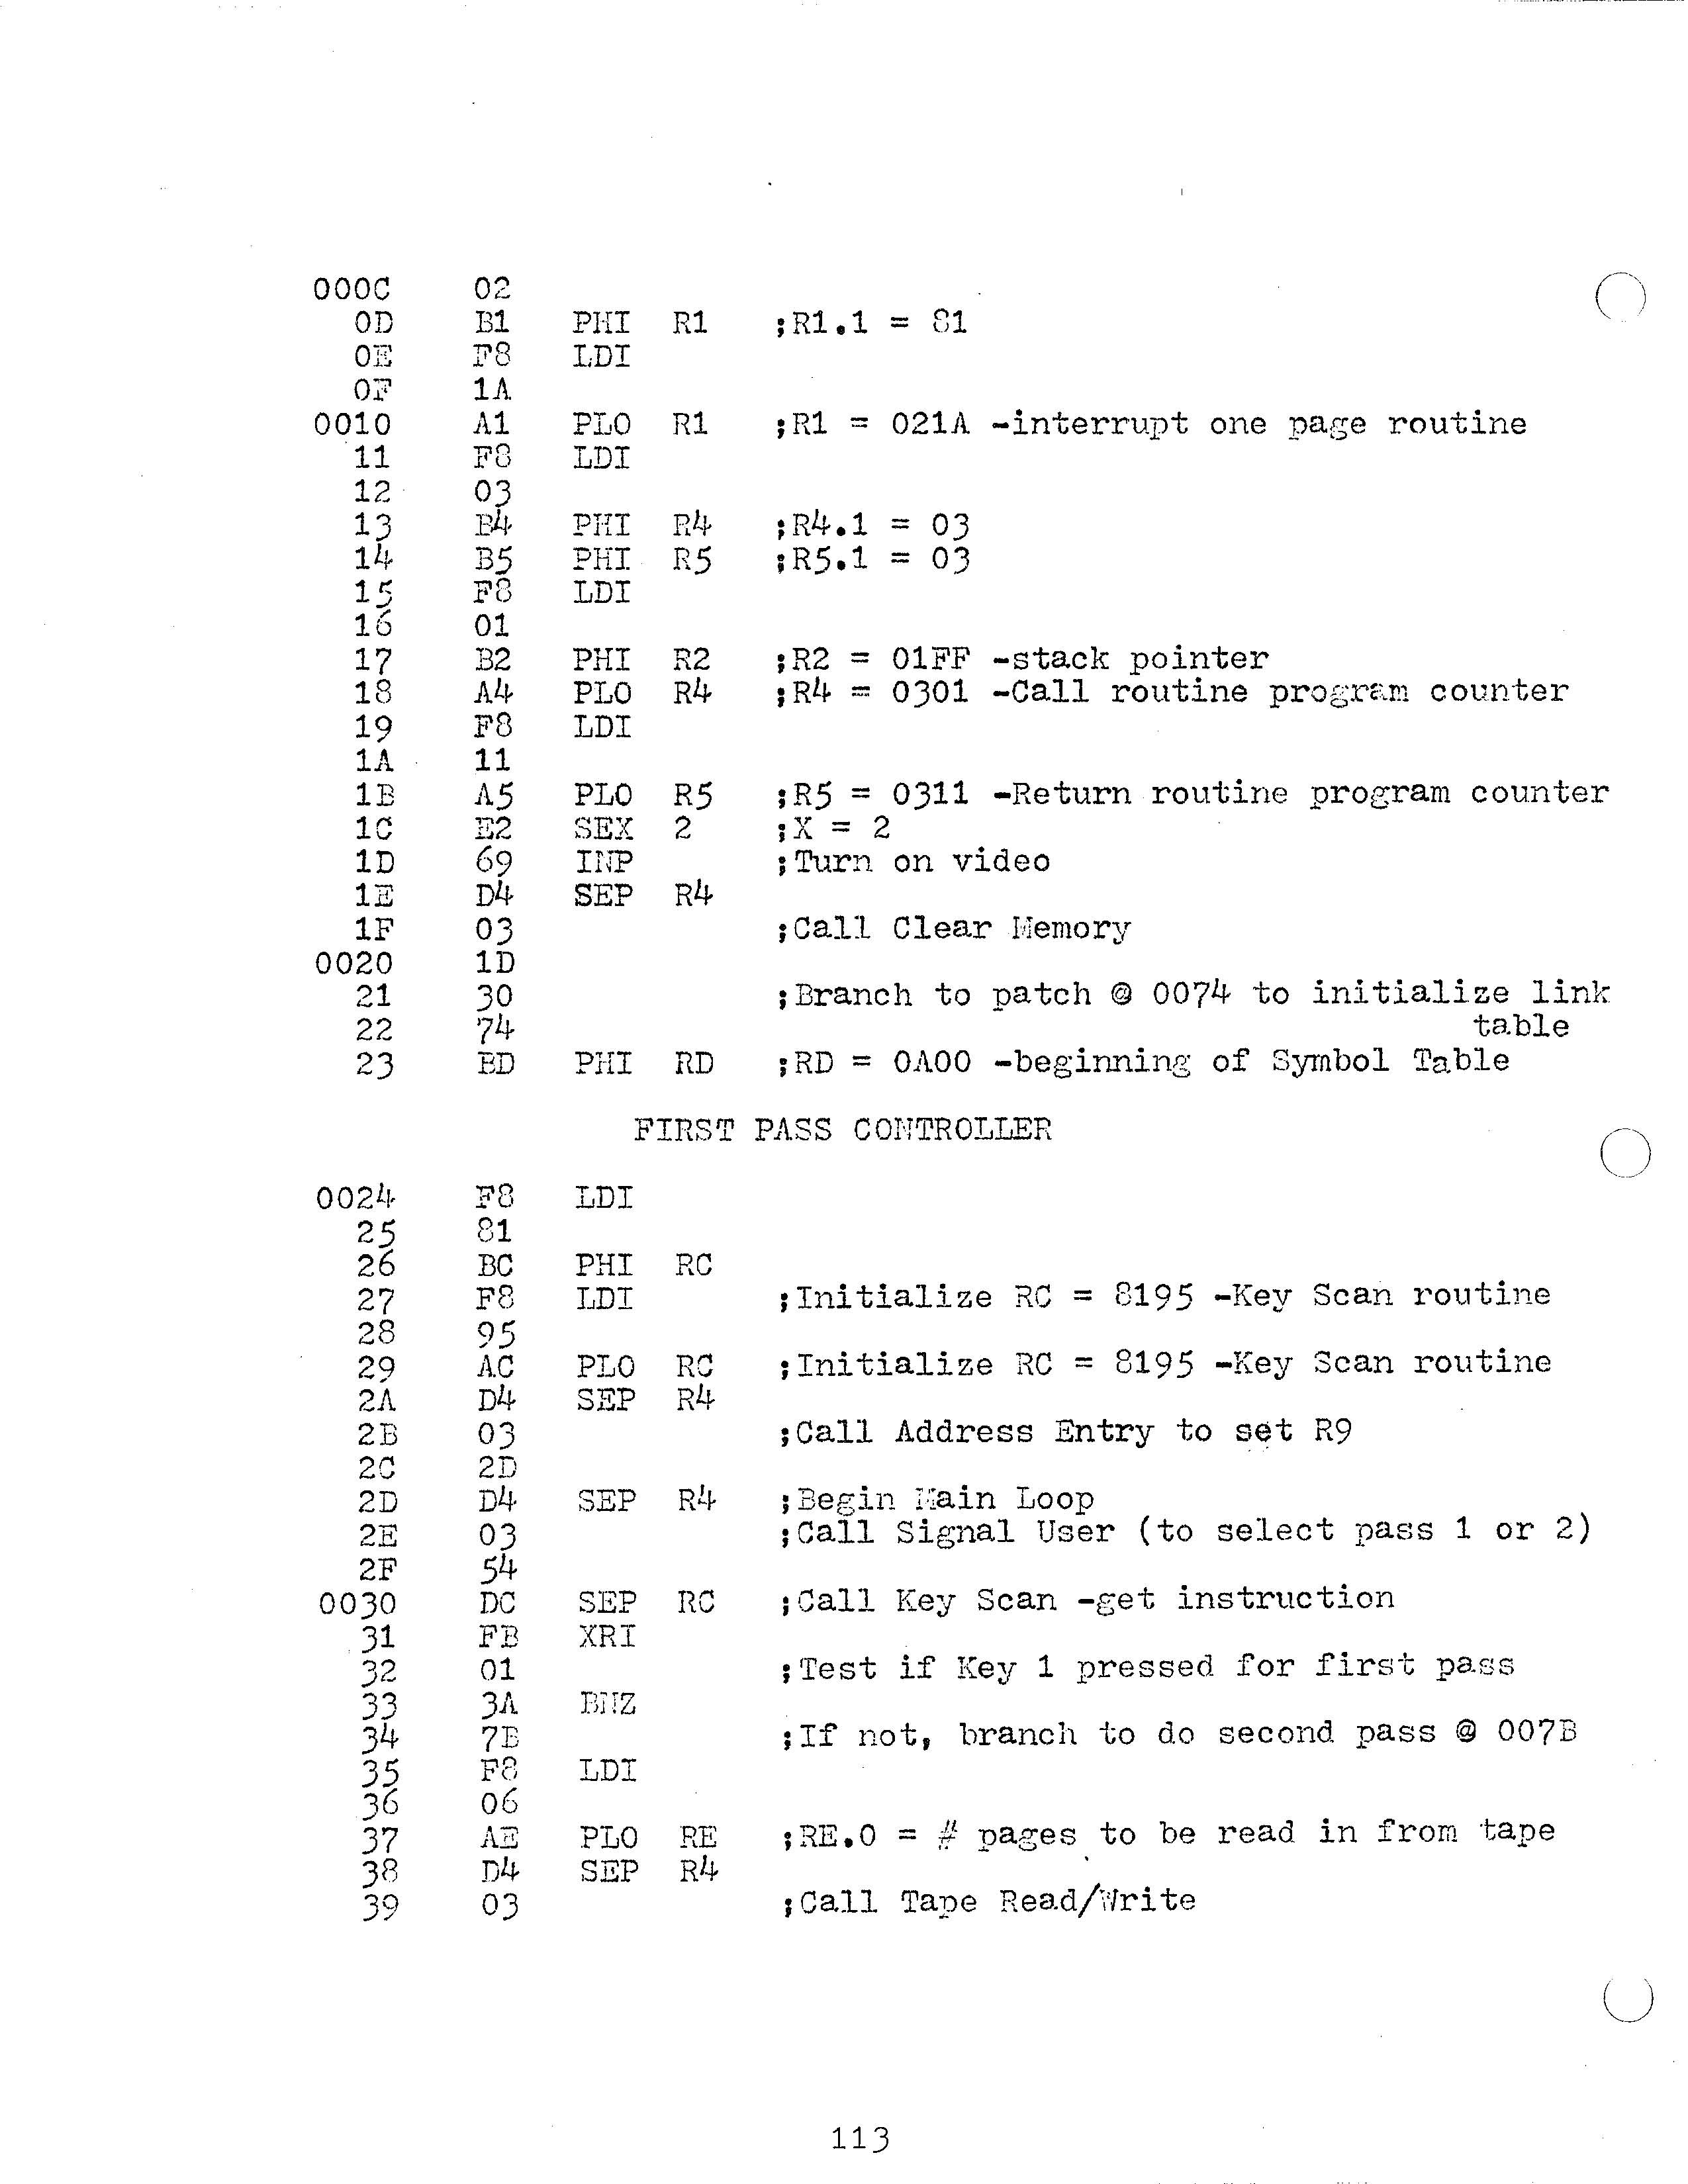 000C 02
0D B1 PHI R1 ;R1.1 = 81
0E F8 LDI
0F 1A
0010 A1 PLO R1 ;R1 = 021A -interrupt one page routine
11 F8 LDI
12 03
13 B4 PHI R4 ;R4.1 = 03
14 B5 PHI R5 ;R5.1 = 03
15 F8 LDI
16 01
17 B2 PHI R2 ;R2 = 01FF -stack pointer
18 A4 PLO R4 ;R4 = 0301 -Call routine program counter
19 F8 LDI
1A 11
1B A5 PLO R5 ;R5 = 0311 -Return routine program counter
1C E2 SEX 2 ;X = 2
1D 69 INP ;Turn on video
1E D4 SEP R4
1F 03 ;Call Clear Memory
0020 1D
21 30 ;Branch to patch @ 0074 to initialize link
22 74 table
23 BD PHI RD ;RD = 0A00 -beginning of Symbol Table
FIRST PASS CONTROLLER
0024 F8 LDI
25 81
26 BC PHI RC
27 F8 LDI ;Initialize RC = 8195 -Key Scan routine
28 95
29 AC PLO RC ;Initialize RC = 8195 -Key Scan routine
2A D4 SEP R4
2B 03 ;Call Address Entry to set R9
2C 2D
2D D4 SEP R4 ;Begin Main Loop
2E 03 ;Call Signal User (to select pass 1 or 2)
2F 54
0030 DC SEP RC ;Call Key Scan -get instruction
31 FB XRI
32 01 ;Test if Key 1 pressed for first pass
33 3A BNZ
34 7B ;If not, branch to do second pass @ 007B
35 F8 LDI
36 06
37 AE PLO RE ;RE.0 = # pages to be read in from tape
38 D4 SEP R4
39 03 ;Call Tape Read/Write
113